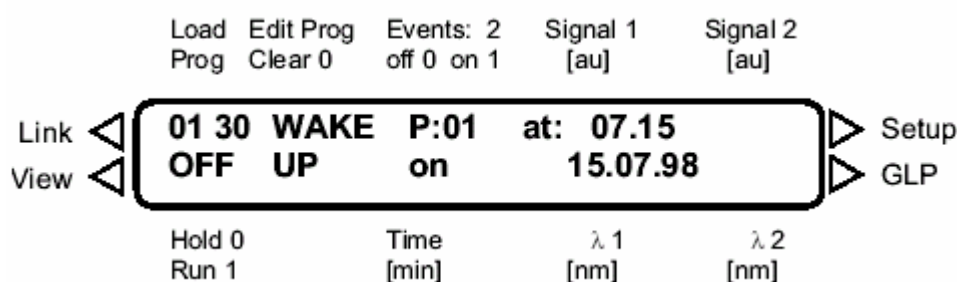 Load Edit Prog Events: 2 Signal 1 Signal 2
Prog Clear 0 off 0 on 1 [au] [au]
Link 01 30 WAKE P:01 at: 07.15 Setup
View OFF UP on 15.07.98 GLP
Hold 0 Time λ 1 λ 2
Run 1 [min] [nm] [nm]